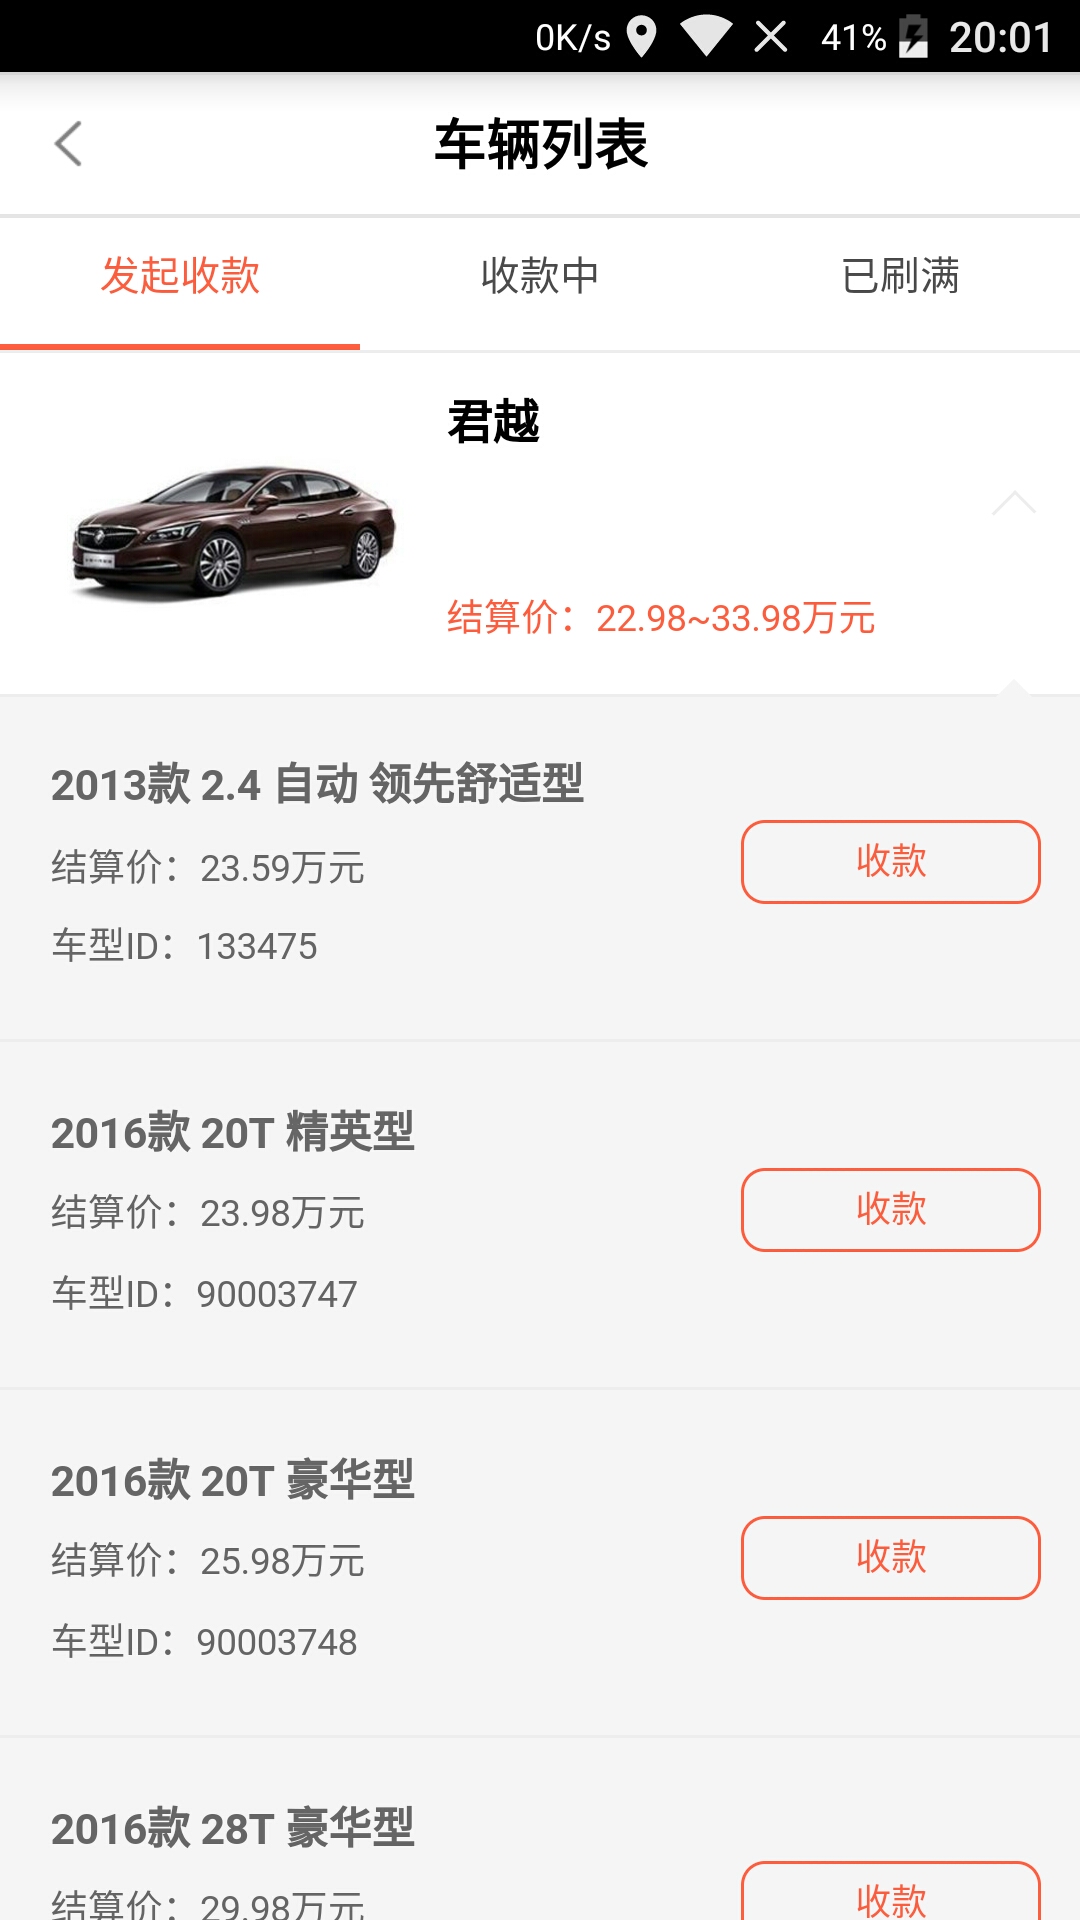 0K/s 41% 20:01
车辆列表
发起收款 收款中 已刷满
君越
结算价：22.98~33.98万元
2013款 2.4 自动 领先舒适型
结算价：23.59万元
收款
车型ID：133475
2016款 20T 精英型
结算价：23.98万元
收款
车型ID：90003747
2016款 20T 豪华型
结算价：25.98万元
收款
车型ID：90003748
2016款 28T 豪华型
结算价：29.98万元
收款